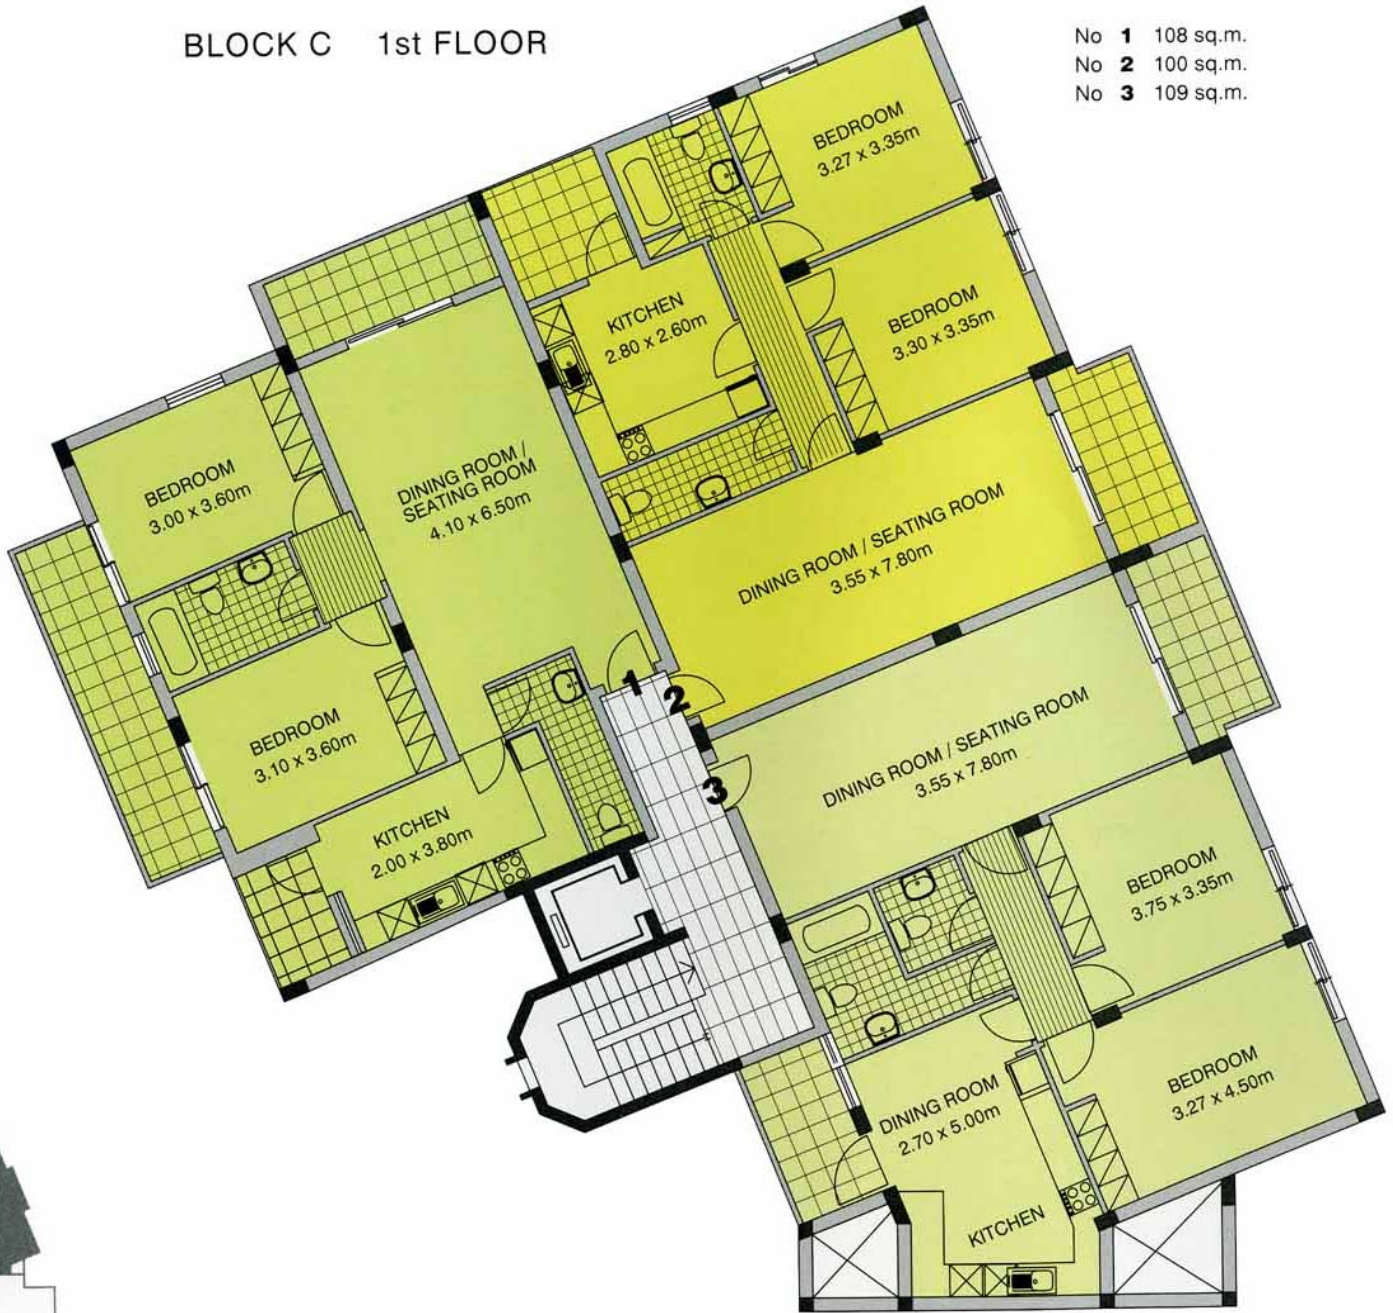 BLOCK C 1st FLOOR
No 1 108 sq.m.
No 2 100 sq.m.
No 3 109 sq.m.
BEDROOM
3.27 x 3.35m
BEDROOM
3.30 x 3.35m
KITCHEN
2.80 x 2.60m
DINING ROOM / SEATING ROOM
3.55 x 7.80m
DINING ROOM /
SEATING ROOM
4.10 x 6.50m
BEDROOM
3.00 x 3.60m
BEDROOM
3.10 x 3.60m
KITCHEN
2.00 x 3.80m
1
2
3
DINING ROOM / SEATING ROOM
3.55 x 7.80m
BEDROOM
3.75 x 3.35m
BEDROOM
3.27 x 4.50m
DINING ROOM
2.70 x 5.00m
KITCHEN